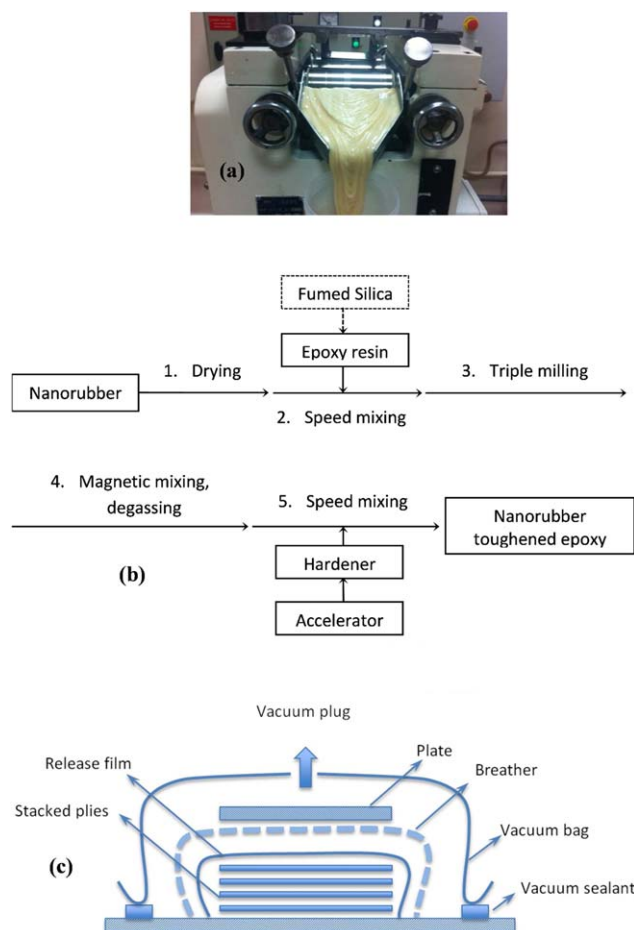 (a)
Fumed Silica
Epoxy resin
1. Drying
3. Triple milling
Nanorubber
2. Speed mixing
4. Magnetic mixing,
degassing
5. Speed mixing
Nanorubber
toughened epoxy
(b)
Hardener
Accelerator
Vacuum plug
Plate
Release film
Breather
Stacked plies
Vacuum bag
(c)
Vacuum sealant